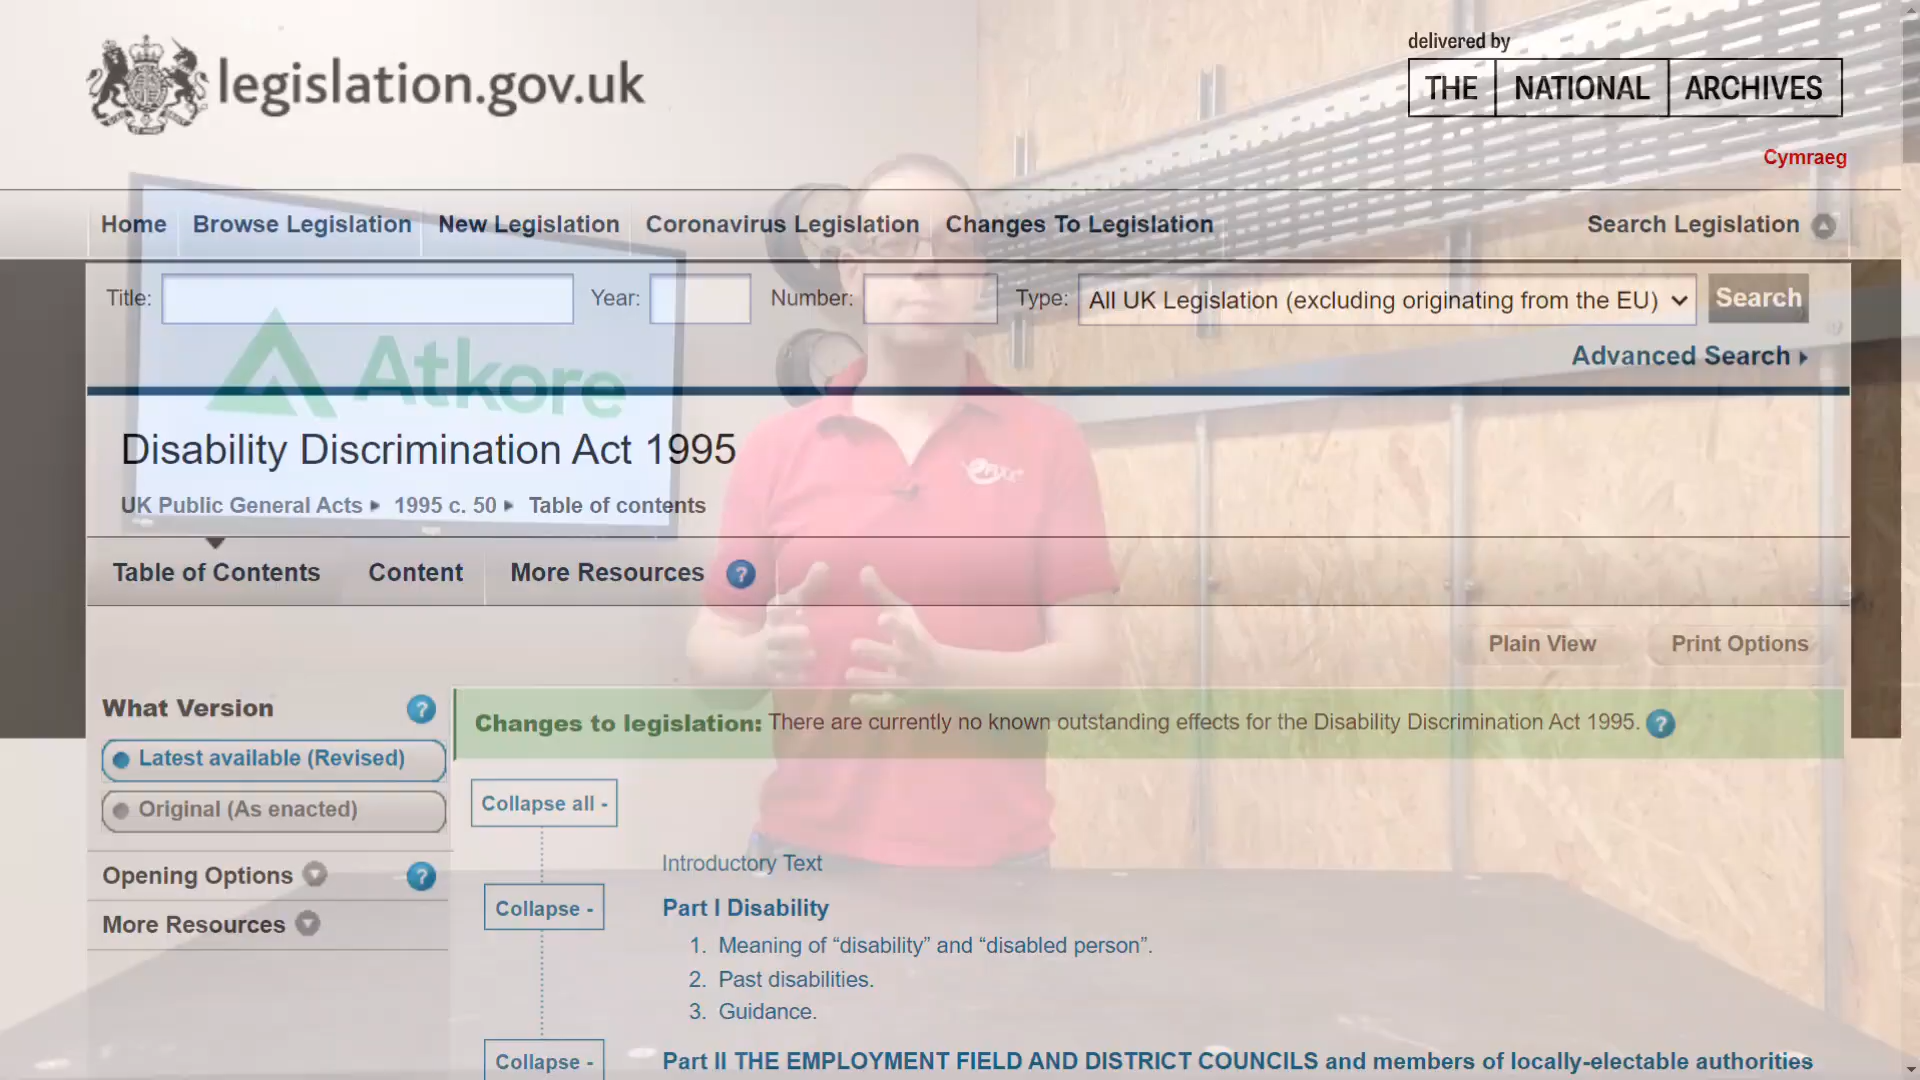 legislation.gov.uk
delivered by
THE NATIONAL ARCHIVES
Cymraeg
Home Browse Legislation New Legislation Coronavirus Legislation Changes To Legislation Search Legislation
Title: Year: Number: Type: All UK Legislation (excluding originating from the EU) Search
Advanced Search
Atkore
Disability Discrimination Act 1995
UK Public General Acts 1995 c. 50 Table of contents
Table of Contents Content More Resources ?
Plain View Print Options
What Version ?
Latest available (Revised)
Original (As enacted)
Opening Options ?
More Resources
Changes to legislation: There are currently no known outstanding effects for the Disability Discrimination Act 1995. ?
Collapse all -
Introductory Text
Collapse -
Part I Disability
1. Meaning of “disability” and “disabled person”.
2. Past disabilities.
3. Guidance.
Collapse -
Part II THE EMPLOYMENT FIELD AND DISTRICT COUNCILS and members of locally-electable authorities